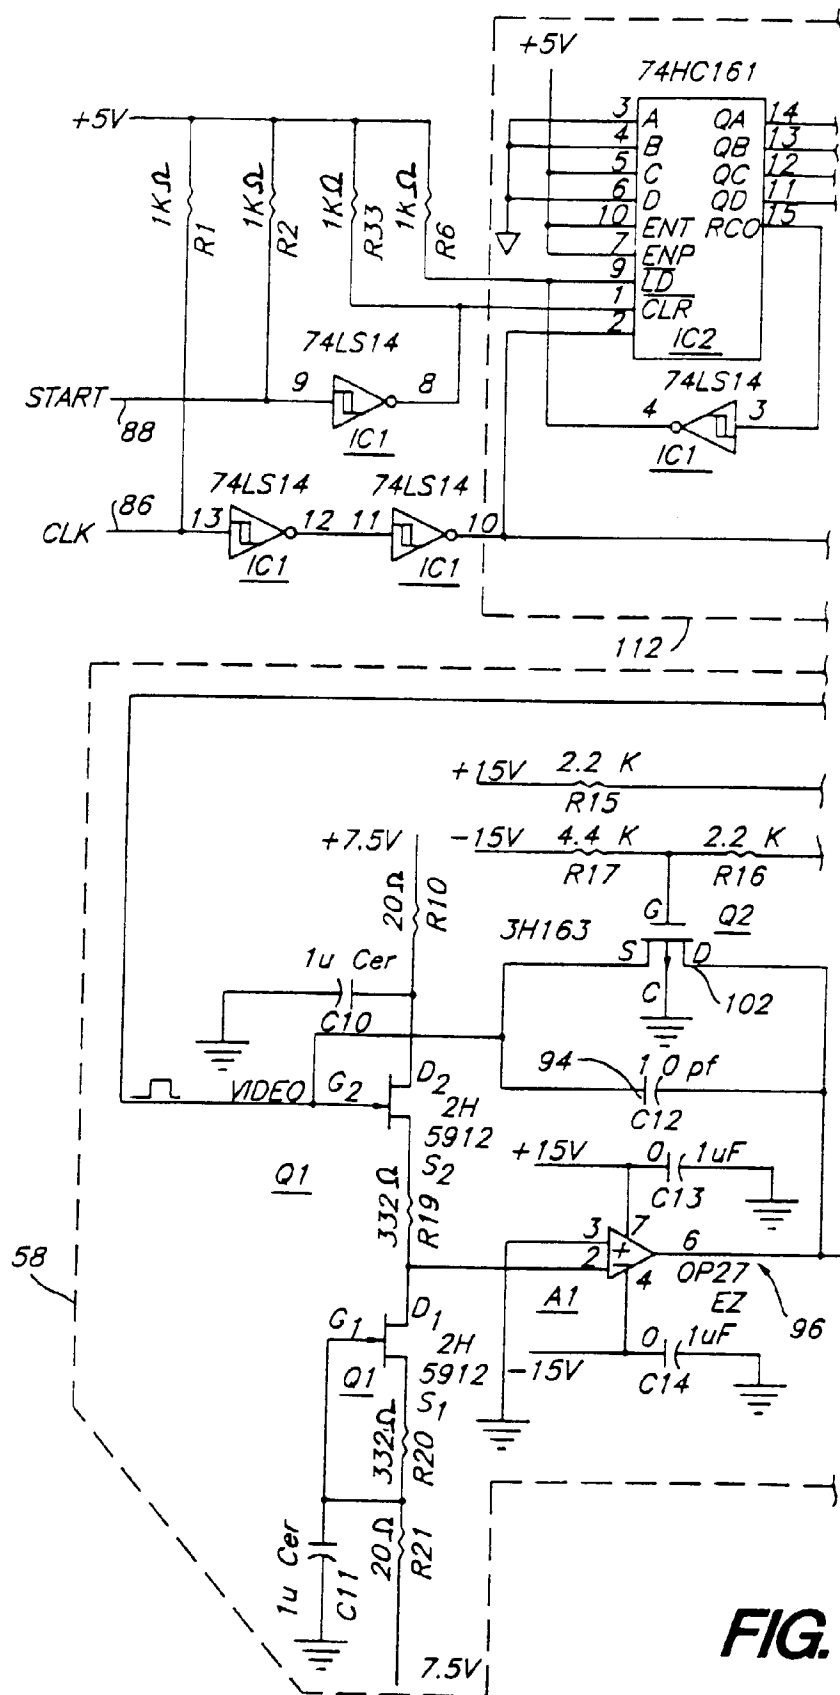 +5V
74HC161
+5V
3 A QA 14
4 B QB 13
5 C QC 12
6 D QD 11
10 ENT RCO 15
7 ENP
9 LD
1 CLR
2
IC2
1KΩ R1
1KΩ R2
1KΩ R33
1KΩ R6
74LS14
START
88
9 8
IC1
74LS14
4 3
IC1
74LS14 74LS14
CLK
86
13 12 11 10
IC1 IC1
112
+15V 2.2 K
R15
-15V 4.4 K 2.2 K
R17 R16
+7.5V
20Ω R10
G Q2
3H163
S D
C
102
1u Cer
C10
94
1 0 pf
C12
VIDEO G2 D2
2H
5912
S2
Q1
332Ω R19
+15V 0 1uF
C13
3 7
2 + 6
4 OP27
EZ
A1
96
58
G1 D1
2H
5912
Q1
S1
-15V 0 1uF
C14
332Ω R20
1u Cer C11
20Ω R21
7.5V
FIG.